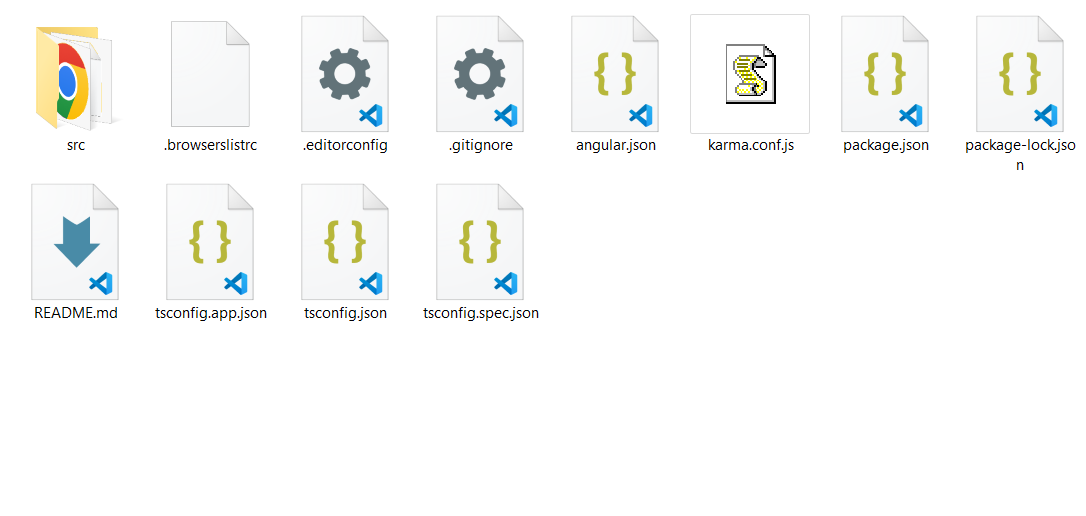 src
.browserslistrc
.editorconfig
.gitignore
angular.json
karma.conf.js
package.json
package-lock.jso
n
README.md
tsconfig.app.json
tsconfig.json
tsconfig.spec.json